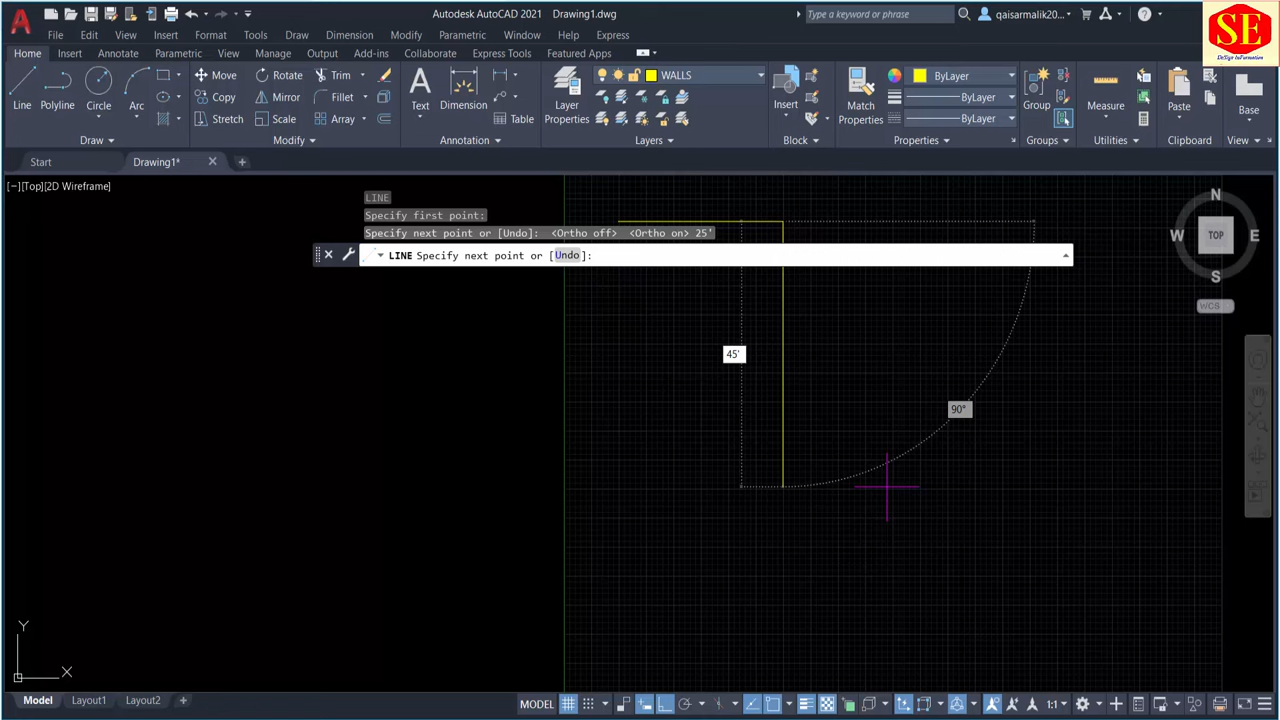 Autodesk AutoCAD 2021 Drawing1.dwg
Type a keyword or phrase
qaisarmalik20...
SE
DeSign InFormation
File Edit View Insert Format Tools Draw Dimension Modify Parametric Window Help Express
Home Insert Annotate Parametric View Manage Output Add-ins Collaborate Express Tools Featured Apps
Line Polyline Circle Arc
Draw
Move Rotate Trim
Copy Mirror Fillet
Stretch Scale Array
Modify
Text Dimension Table
Annotation
Layer Properties
WALLS
Layers
Insert
Block
Match Properties
ByLayer
ByLayer
ByLayer
Properties
Group
Groups
Measure
Utilities
Paste
Clipboard
Base
View
Start Drawing1*
[−][Top][2D Wireframe]
LINE
Specify first point:
Specify next point or [Undo]: <Ortho off> <Ortho on> 25'
LINE Specify next point or [Undo]:
N
W TOP E
S
WCS
45'
90°
Y
X
Model Layout1 Layout2
MODEL 1:1